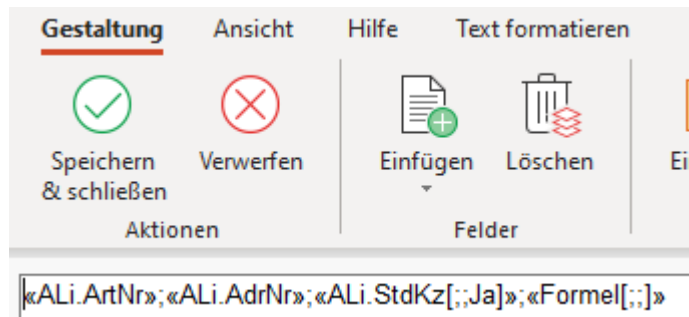 Gestaltung Ansicht Hilfe Text formatieren
Speichern & schließen
Verwerfen
Einfügen
Löschen
Aktionen
Felder
«ALi.ArtNr»;«ALi.AdrNr»;«ALi.StdKz[;;Ja]»;«Formel[;;]»